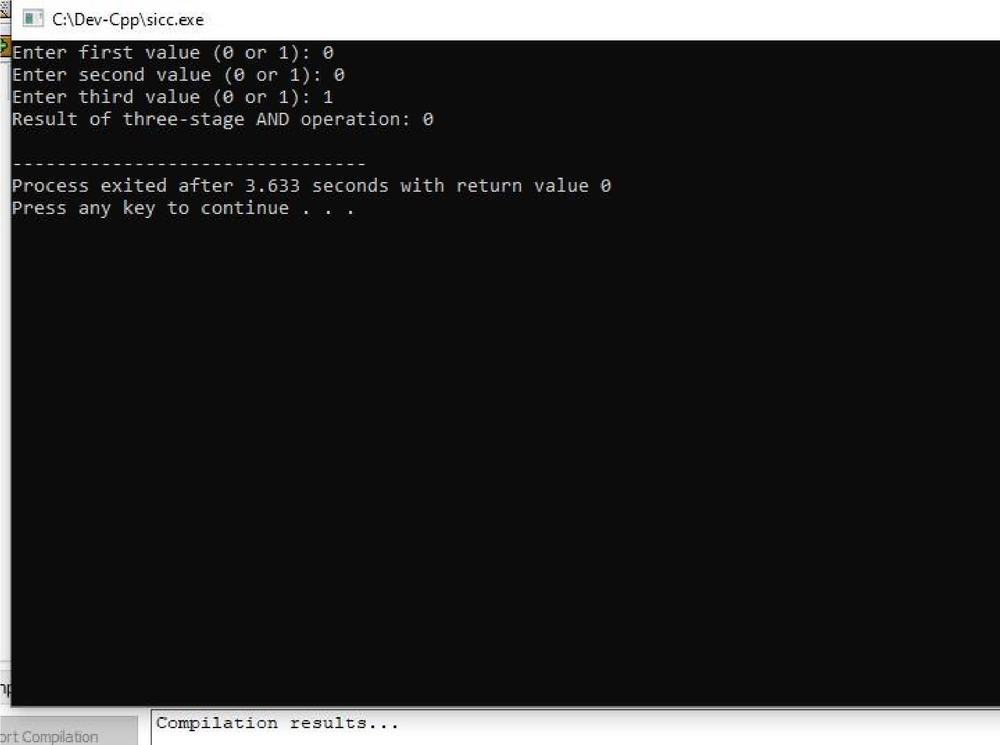 C:\Dev-Cpp\sicc.exe
Enter first value (0 or 1): 0
Enter second value (0 or 1): 0
Enter third value (0 or 1): 1
Result of three-stage AND operation: 0
--------------------------------
Process exited after 3.633 seconds with return value 0
Press any key to continue . . .
Compilation results...
Compilation